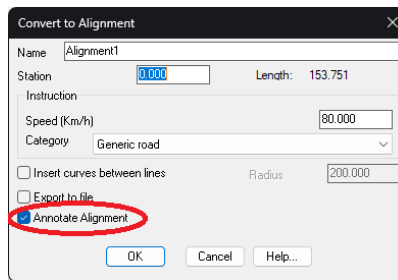 Convert to Alignment
Name Alignment1
Station 0.000 Length: 153.751
Instruction
Speed (Km/h) 80.000
Category Generic road
Insert curves between lines Radius 200.000
Export to file
Annotate Alignment
OK Cancel Help...